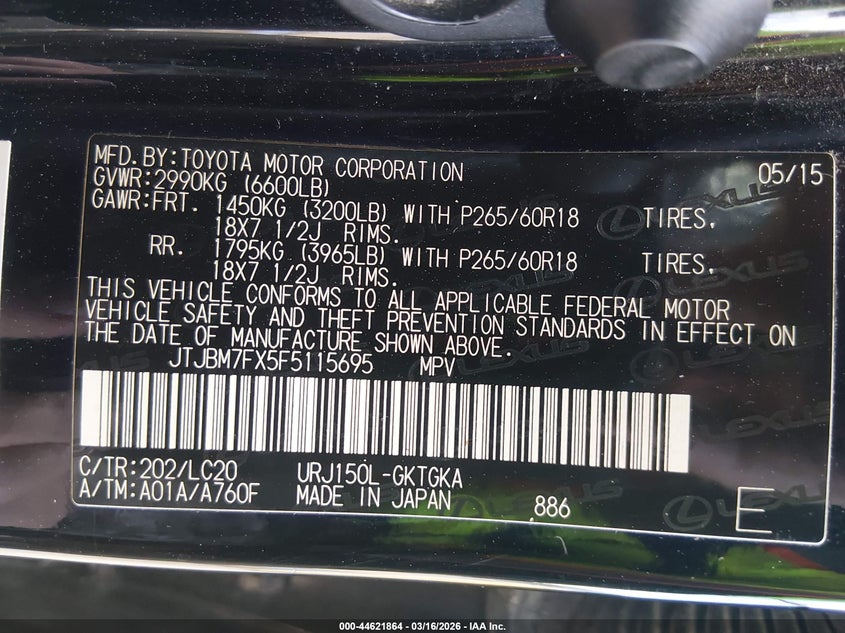 MFD.BY:TOYOTA MOTOR CORPORATION 05/15
GVWR:2990KG (6600LB)
GAWR:FRT. 1450KG (3200LB) WITH P265/60R18 TIRES,
18X7 1/2J RIMS.
RR. 1795KG (3965LB) WITH P265/60R18 TIRES,
18X7 1/2J RIMS.
THIS VEHICLE CONFORMS TO ALL APPLICABLE FEDERAL MOTOR
VEHICLE SAFETY AND THEFT PREVENTION STANDARDS IN EFFECT ON
THE DATE OF MANUFACTURE SHOWN ABOVE.
JTJBM7FX5F5115695 MPV
C/TR:202/LC20 URJ150L-GKTGKA
A/TM:A01A/A760F MADE IN JAPAN 886 E
LEXUS
LEXUS
LEXUS
LEXUS
000-44621864 - 03/16/2026 - IAA Inc.